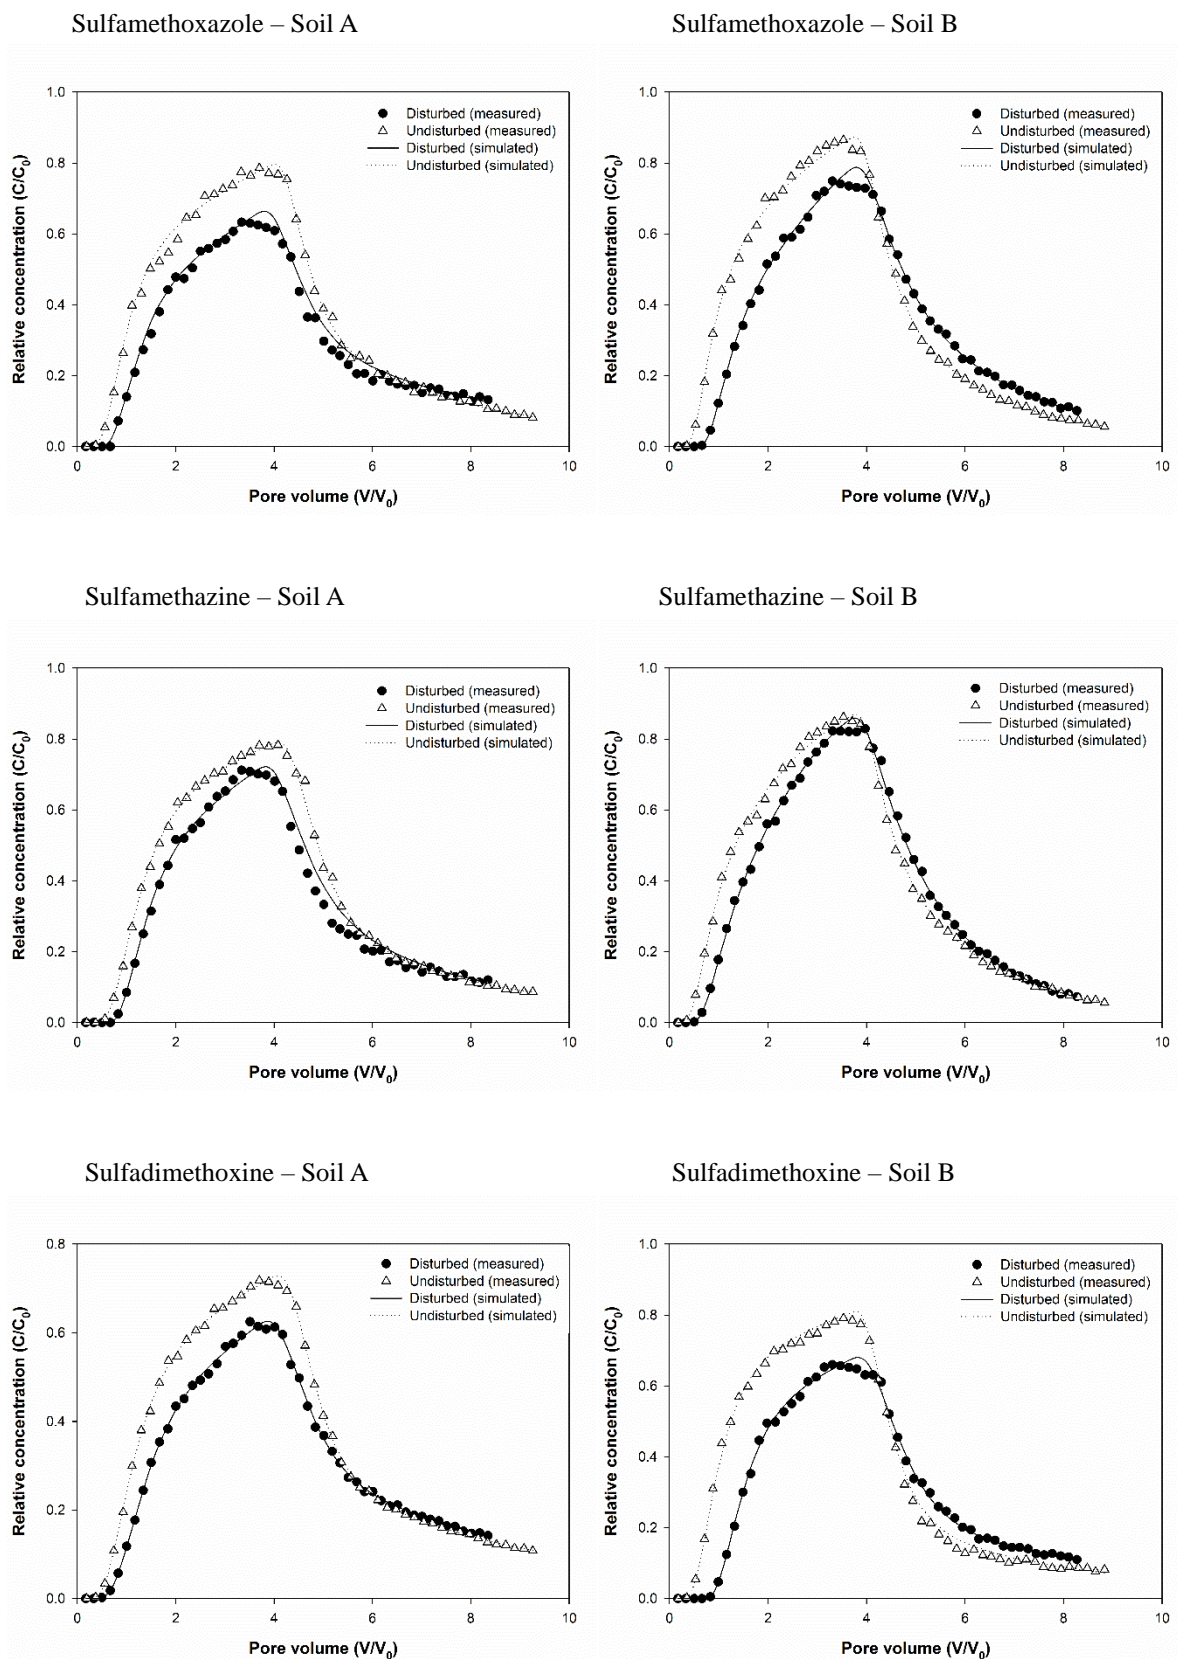 Sulfamethoxazole – Soil A
Relative concentration (C/C0)
1.0
0.8
0.6
0.4
0.2
0.0
Disturbed (measured)
Undisturbed (measured)
Disturbed (simulated)
Undisturbed (simulated)
0 2 4 6 8 10
Pore volume (V/V0)
Sulfamethoxazole – Soil B
Relative concentration (C/C0)
1.0
0.8
0.6
0.4
0.2
0.0
Disturbed (measured)
Undisturbed (measured)
Disturbed (simulated)
Undisturbed (simulated)
0 2 4 6 8 10
Pore volume (V/V0)
Sulfamethazine – Soil A
Relative concentration (C/C0)
1.0
0.8
0.6
0.4
0.2
0.0
Disturbed (measured)
Undisturbed (measured)
Disturbed (simulated)
Undisturbed (simulated)
0 2 4 6 8 10
Pore volume (V/V0)
Sulfamethazine – Soil B
Relative concentration (C/C0)
1.0
0.8
0.6
0.4
0.2
0.0
Disturbed (measured)
Undisturbed (measured)
Disturbed (simulated)
Undisturbed (simulated)
0 2 4 6 8 10
Pore volume (V/V0)
Sulfadimethoxine – Soil A
Relative concentration (C/C0)
0.8
0.6
0.4
0.2
0.0
Disturbed (measured)
Undisturbed (measured)
Disturbed (simulated)
Undisturbed (simulated)
0 2 4 6 8 10
Pore volume (V/V0)
Sulfadimethoxine – Soil B
Relative concentration (C/C0)
1.0
0.8
0.6
0.4
0.2
0.0
Disturbed (measured)
Undisturbed (measured)
Disturbed (simulated)
Undisturbed (simulated)
0 2 4 6 8 10
Pore volume (V/V0)